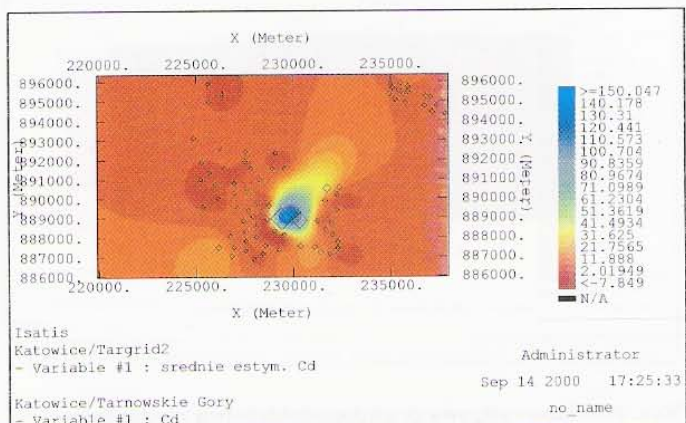 X (Meter)
220000. 225000. 230000. 235000.
896000.
895000.
894000.
893000.
892000.
891000.
890000.
889000.
888000.
887000.
886000.
Y (Meter)
896000.
895000.
894000.
893000.
892000.
891000.
890000.
889000.
888000.
887000.
886000.
Y (Meter)
220000. 225000. 230000. 235000.
X (Meter)
>=150.047
140.178
130.31
120.441
110.573
100.704
90.8359
80.9674
71.0989
61.2304
51.3619
41.4934
31.625
21.7565
11.888
2.01949
<-7.849
N/A
Isatis
Katowice/Targrid2
- Variable #1 : srednie estym. Cd
Administrator
Sep 14 2000 17:25:33
Katowice/Tarnowskie Gory
no_name
- Variable #1 : Cd